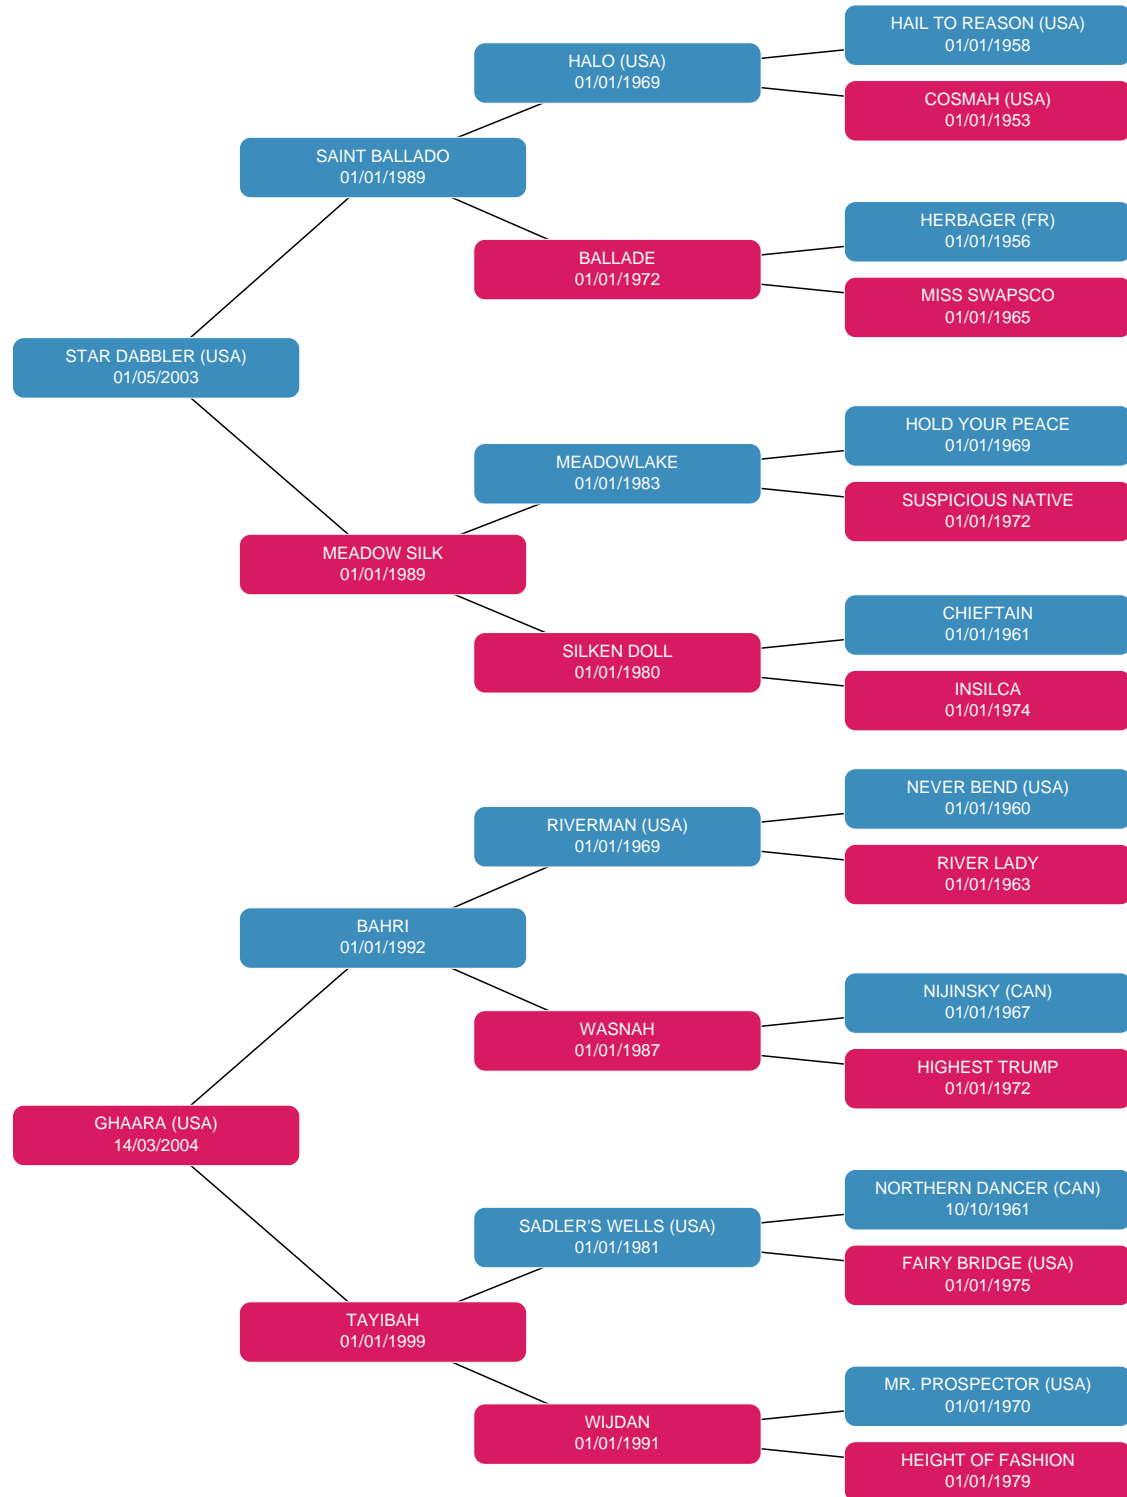 HAIL TO REASON (USA)
01/01/1958
HALO (USA)
01/01/1969
COSMAH (USA)
01/01/1953
SAINT BALLADO
01/01/1989
HERBAGER (FR)
01/01/1956
BALLADE
01/01/1972
MISS SWAPSCO
01/01/1965
STAR DABBLER (USA)
01/05/2003
HOLD YOUR PEACE
01/01/1969
MEADOWLAKE
01/01/1983
SUSPICIOUS NATIVE
01/01/1972
MEADOW SILK
01/01/1989
CHIEFTAIN
01/01/1961
SILKEN DOLL
01/01/1980
INSILCA
01/01/1974
NEVER BEND (USA)
01/01/1960
RIVERMAN (USA)
01/01/1969
RIVER LADY
01/01/1963
BAHRI
01/01/1992
NIJINSKY (CAN)
01/01/1967
WASNAH
01/01/1987
HIGHEST TRUMP
01/01/1972
GHAARA (USA)
14/03/2004
NORTHERN DANCER (CAN)
10/10/1961
SADLER'S WELLS (USA)
01/01/1981
FAIRY BRIDGE (USA)
01/01/1975
TAYIBAH
01/01/1999
MR. PROSPECTOR (USA)
01/01/1970
WIJDAN
01/01/1991
HEIGHT OF FASHION
01/01/1979